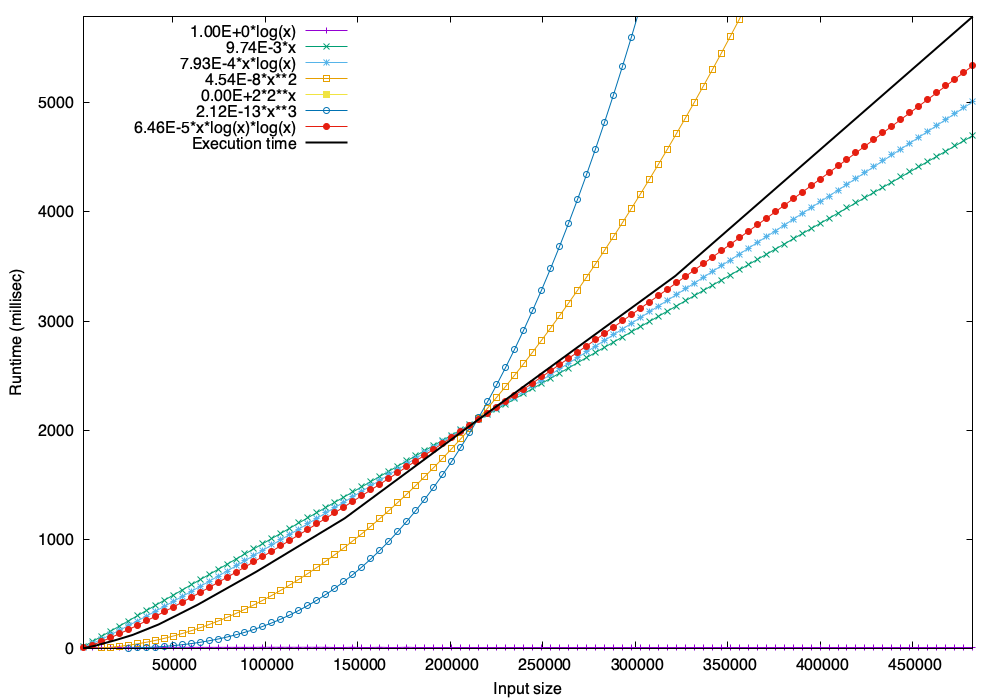 1.00E+0*log(x)
9.74E-3*x
7.93E-4*x*log(x)
4.54E-8*x**2
0.00E+2*2**x
2.12E-13*x**3
6.46E-5*x*log(x)*log(x)
Execution time
5000
4000
3000
2000
1000
0
Runtime (millisec)
50000 100000 150000 200000 250000 300000 350000 400000 450000
Input size